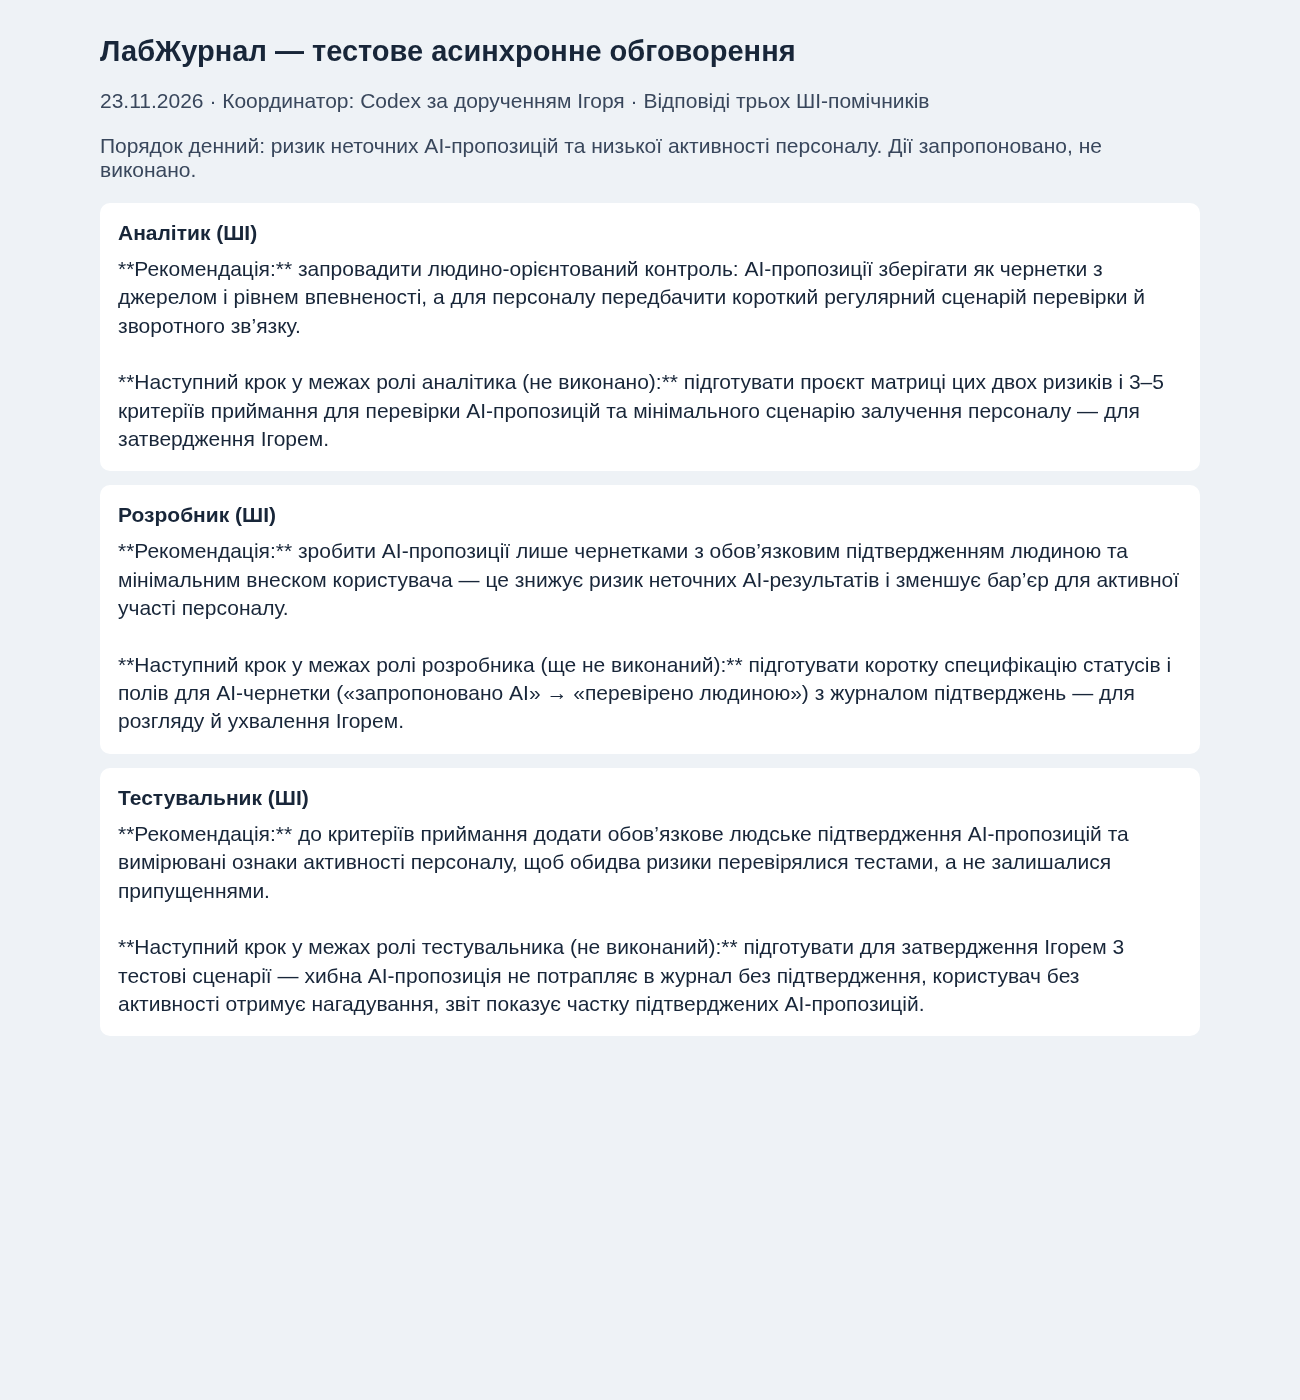 ЛабЖурнал — тестове асинхронне обговорення
23.11.2026 · Координатор: Codex за дорученням Ігоря · Відповіді трьох ШІ-помічників
Порядок денний: ризик неточних AI-пропозицій та низької активності персоналу. Дії запропоновано, не
виконано.
Аналітик (ШІ)
**Рекомендація:** запровадити людино-орієнтований контроль: AI-пропозиції зберігати як чернетки з
джерелом і рівнем впевненості, а для персоналу передбачити короткий регулярний сценарій перевірки й
зворотного зв’язку.
**Наступний крок у межах ролі аналітика (не виконано):** підготувати проєкт матриці цих двох ризиків і 3–5
критеріїв приймання для перевірки AI-пропозицій та мінімального сценарію залучення персоналу — для
затвердження Ігорем.
Розробник (ШІ)
**Рекомендація:** зробити AI-пропозиції лише чернетками з обов’язковим підтвердженням людиною та
мінімальним внеском користувача — це знижує ризик неточних AI-результатів і зменшує бар’єр для активної
участі персоналу.
**Наступний крок у межах ролі розробника (ще не виконаний):** підготувати коротку специфікацію статусів і
полів для AI-чернетки («запропоновано AI» → «перевірено людиною») з журналом підтверджень — для
розгляду й ухвалення Ігорем.
Тестувальник (ШІ)
**Рекомендація:** до критеріїв приймання додати обов’язкове людське підтвердження AI-пропозицій та
вимірювані ознаки активності персоналу, щоб обидва ризики перевірялися тестами, а не залишалися
припущеннями.
**Наступний крок у межах ролі тестувальника (не виконаний):** підготувати для затвердження Ігорем 3
тестові сценарії — хибна AI-пропозиція не потрапляє в журнал без підтвердження, користувач без
активності отримує нагадування, звіт показує частку підтверджених AI-пропозицій.